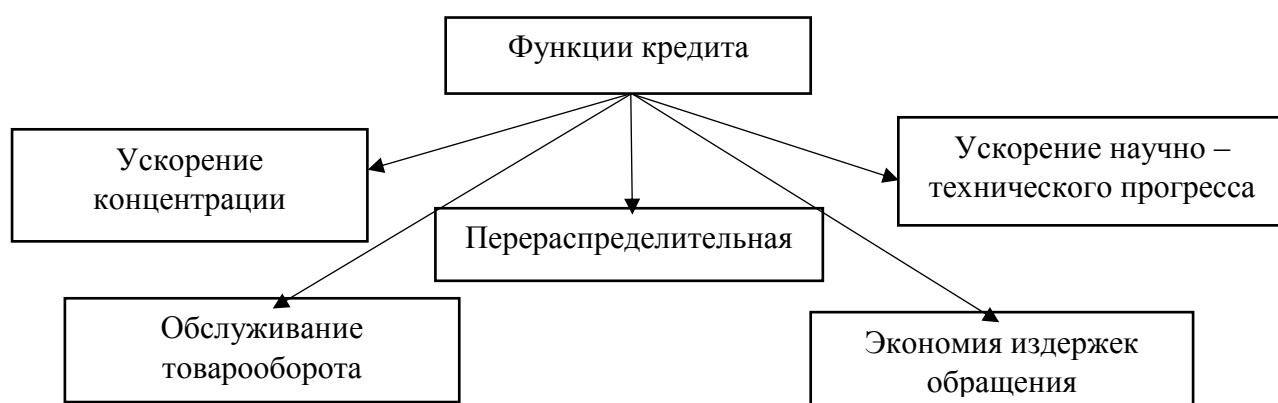 Функции кредита
Ускорение
концентрации
Ускорение научно –
технического прогресса
Перераспределительная
Обслуживание
товарооборота
Экономия издержек
обращения